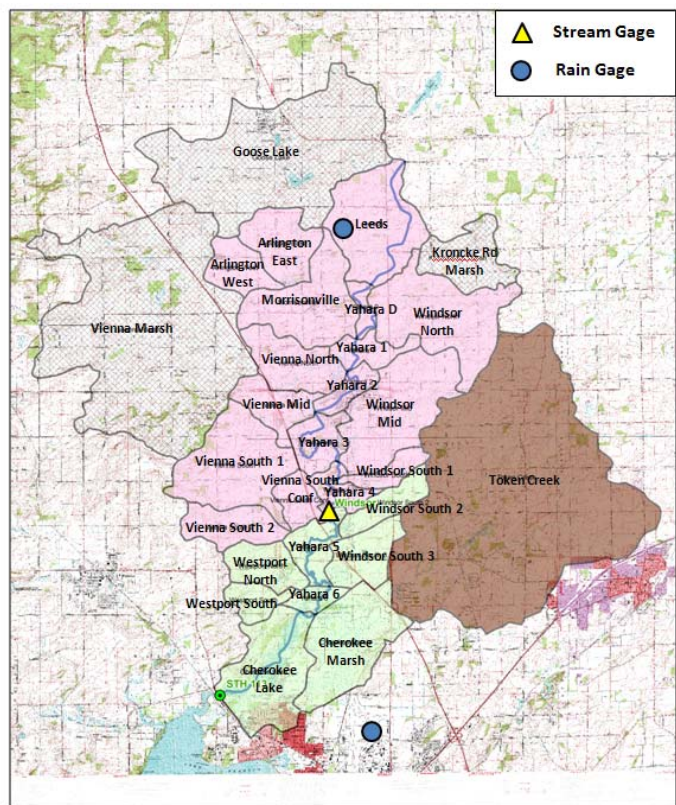 Stream Gage
Rain Gage
Goose Lake
Leeds
Arlington
East
Kroncke Rd
Marsh
Arlington
West
Morrisonville
Yahara D
Windsor
North
Vienna Marsh
Yahara 1
Vienna North
Yahara 2
Vienna Mid
Windsor
Mid
Yahara 3
Vienna South 1
Windsor South 1
Vienna South
Conf
Token Creek
Yahara 4
Windsor
Windsor South 2
Vienna South 2
Yahara 5
Windsor South 3
Westport
North
Yahara 6
Westport South
Cherokee
Marsh
Cherokee
Lake
STH-113